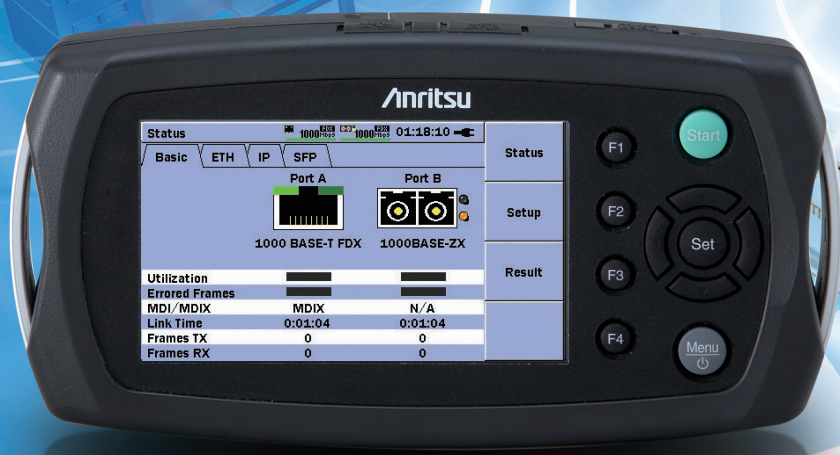 Anritsu
Status 1000 Mbps FDX 1000 Mbps FDX 01:18:10
Basic ETH IP SFP
Port A Port B
1000 BASE-T FDX 1000BASE-ZX
Utilization
Errored Frames
MDI/MDIX MDIX N/A
Link Time 0:01:04 0:01:04
Frames TX 0 0
Frames RX 0 0
Status
Setup
Result
F1
F2
F3
F4
Start
Set
Menu